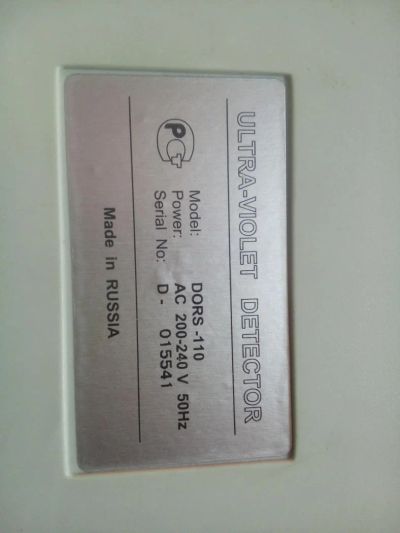 ULTRA-VIOLET DETECTOR
Model: DORS -110
Power: AC 200-240 V 50Hz
Serial No: D - 015541
Made in RUSSIA